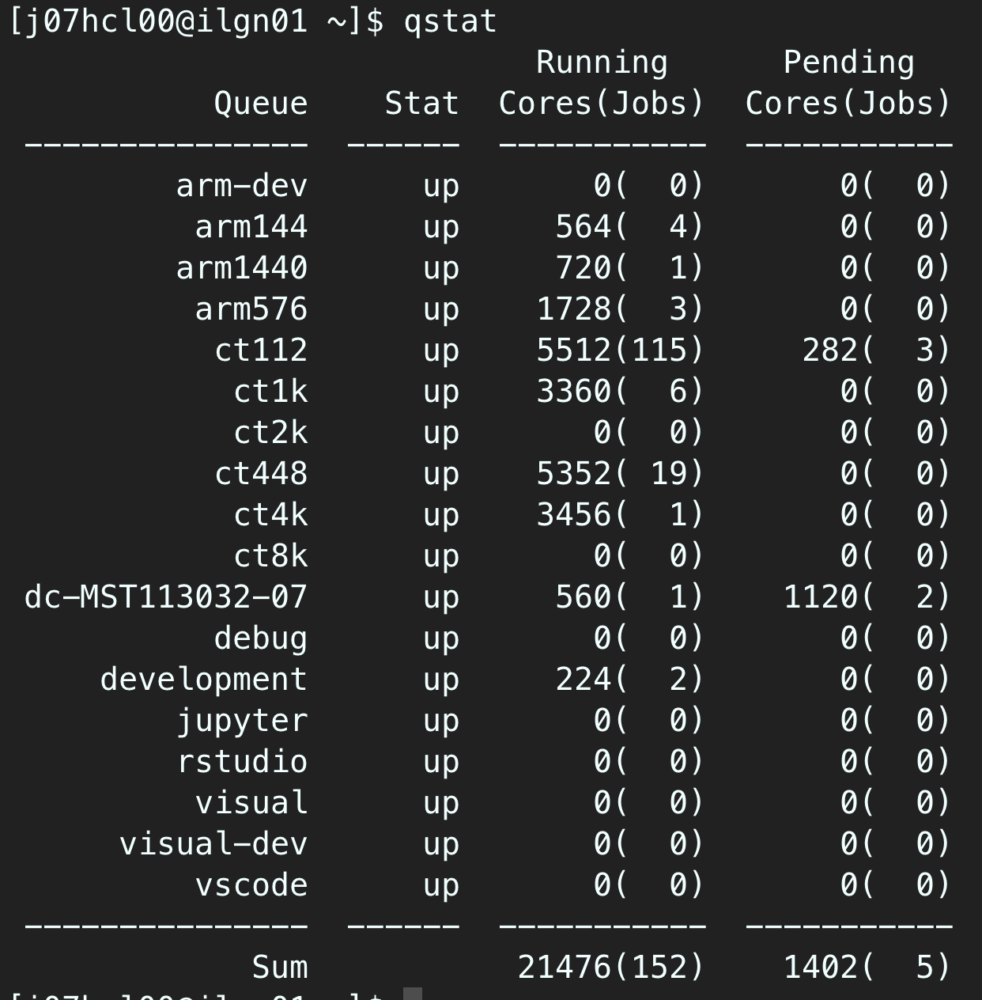 [j07hcl00@ilgn01 ~]$ qstat
                            Running       Pending
           Queue    Stat  Cores(Jobs)  Cores(Jobs)
 ---------------  ------  -----------  -----------
         arm-dev      up       0(  0)       0(  0)
          arm144      up     564(  4)       0(  0)
         arm1440      up     720(  1)       0(  0)
          arm576      up    1728(  3)       0(  0)
           ct112      up    5512(115)     282(  3)
            ct1k      up    3360(  6)       0(  0)
            ct2k      up       0(  0)       0(  0)
           ct448      up    5352( 19)       0(  0)
            ct4k      up    3456(  1)       0(  0)
            ct8k      up       0(  0)       0(  0)
 dc-MST113032-07      up     560(  1)    1120(  2)
           debug      up       0(  0)       0(  0)
     development      up     224(  2)       0(  0)
         jupyter      up       0(  0)       0(  0)
         rstudio      up       0(  0)       0(  0)
          visual      up       0(  0)       0(  0)
      visual-dev      up       0(  0)       0(  0)
          vscode      up       0(  0)       0(  0)
 ---------------  ------  -----------  -----------
             Sum           21476(152)    1402(  5)
[j07hcl00@ilgn01 ~]$